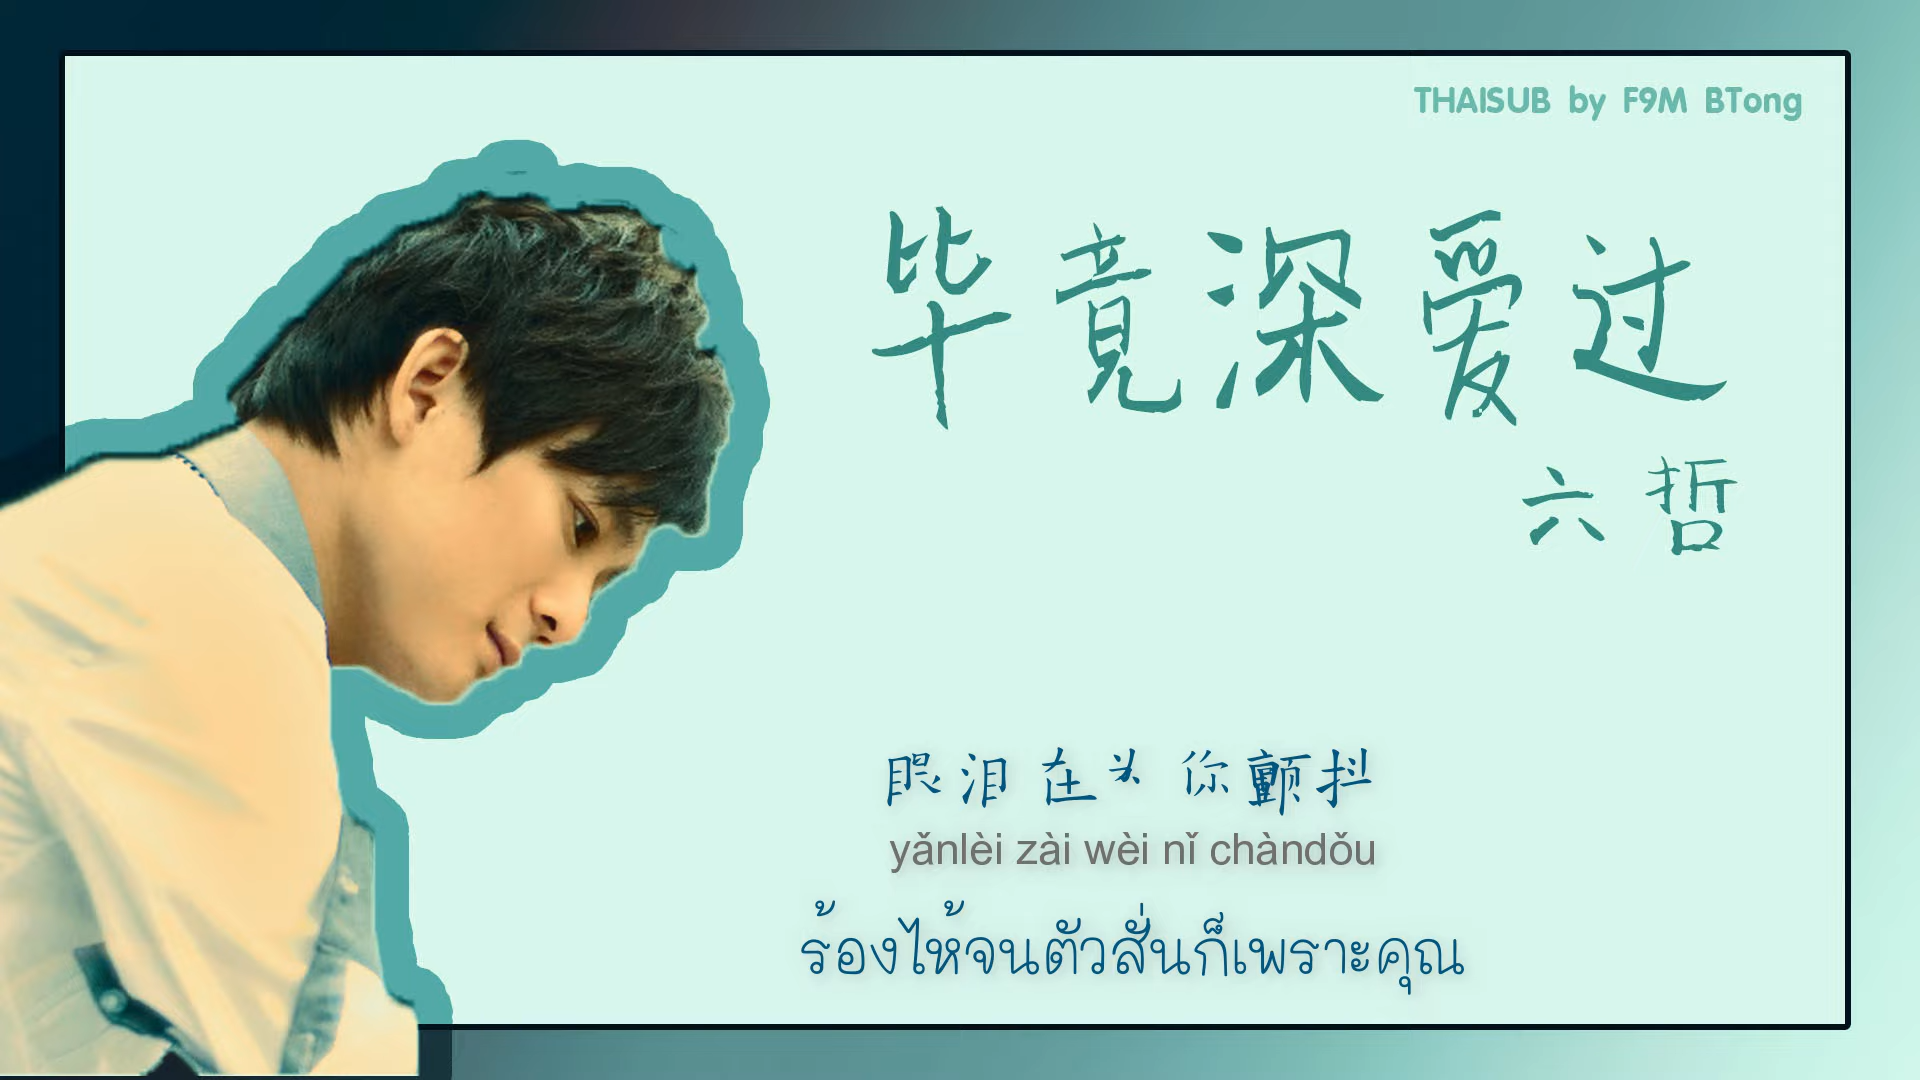 THAISUB by F9M BTong
毕竟深爱过
六哲
眼泪在为你颤抖
yǎnlèi zài wèi nǐ chàndǒu
ร้องไห้จนตัวสั่นก็เพราะคุณ